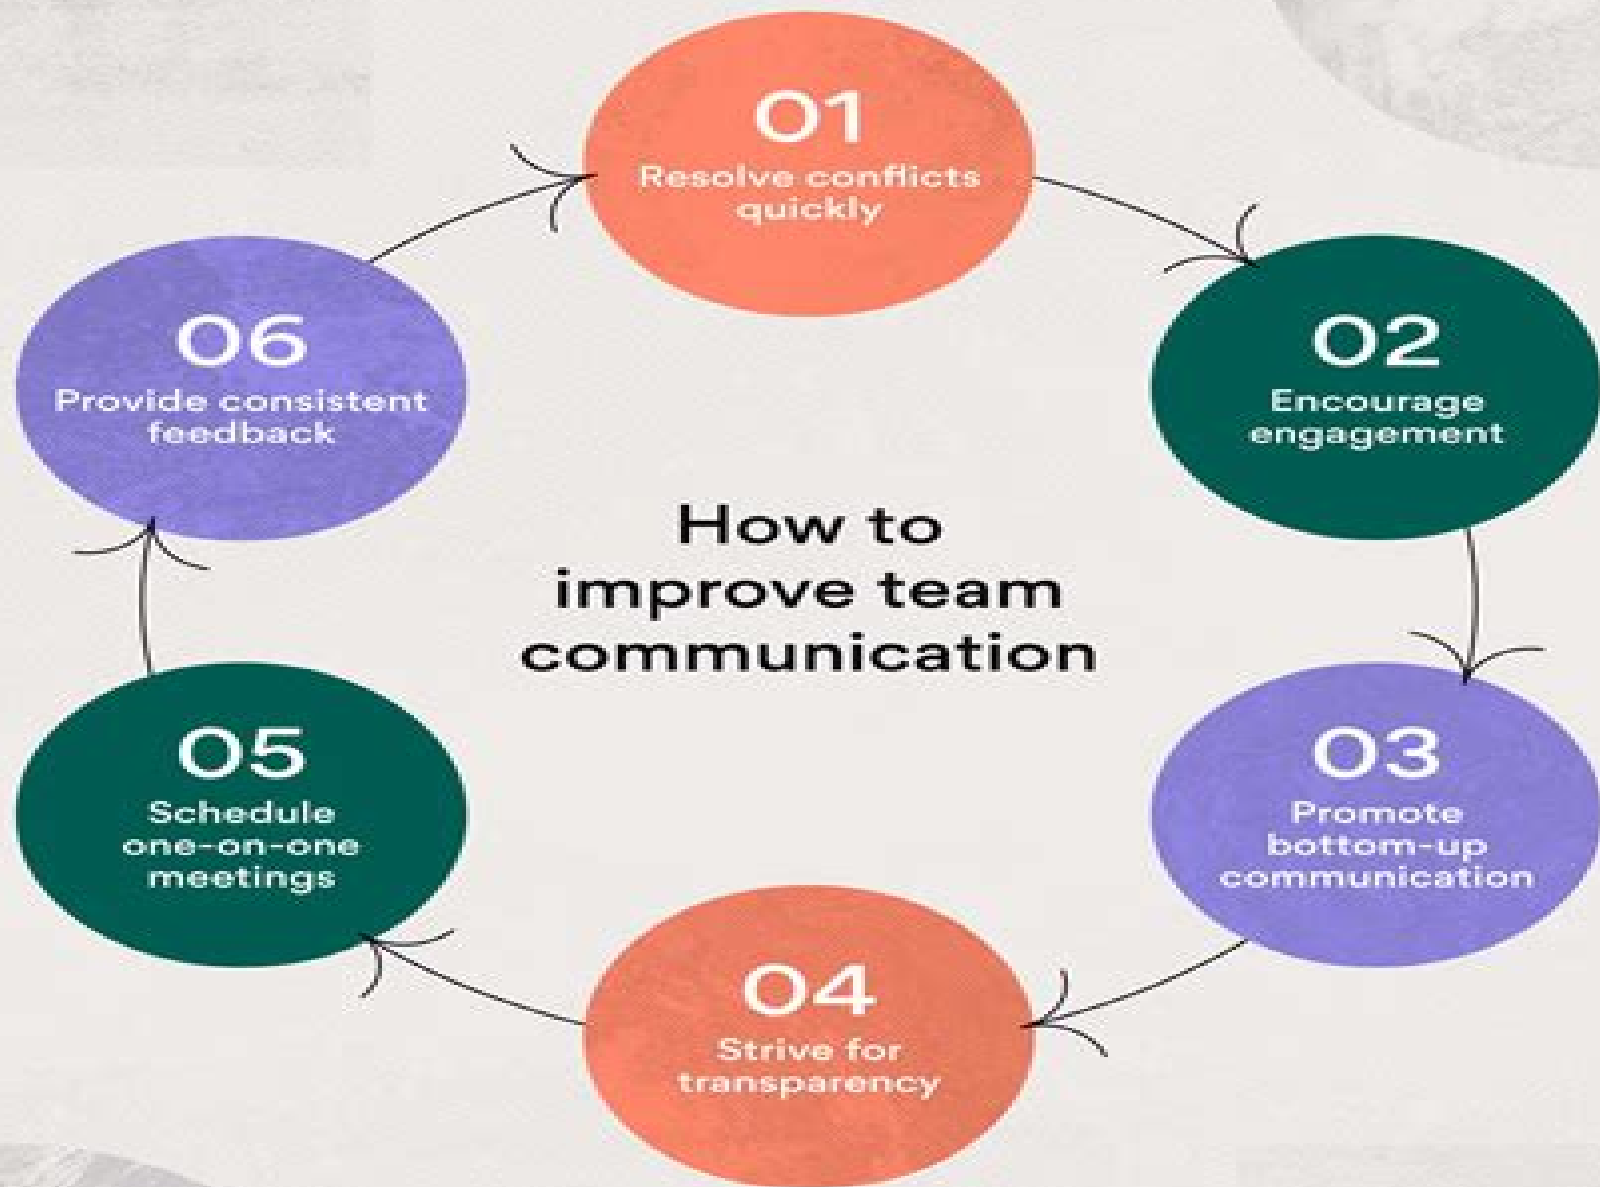 01
Resolve conflicts
quickly
02
Encourage
engagement
03
Promote
bottom-up
communication
04
Strive for
transparency
05
Schedule
one-on-one
meetings
06
Provide consistent
feedback
How to
improve team
communication